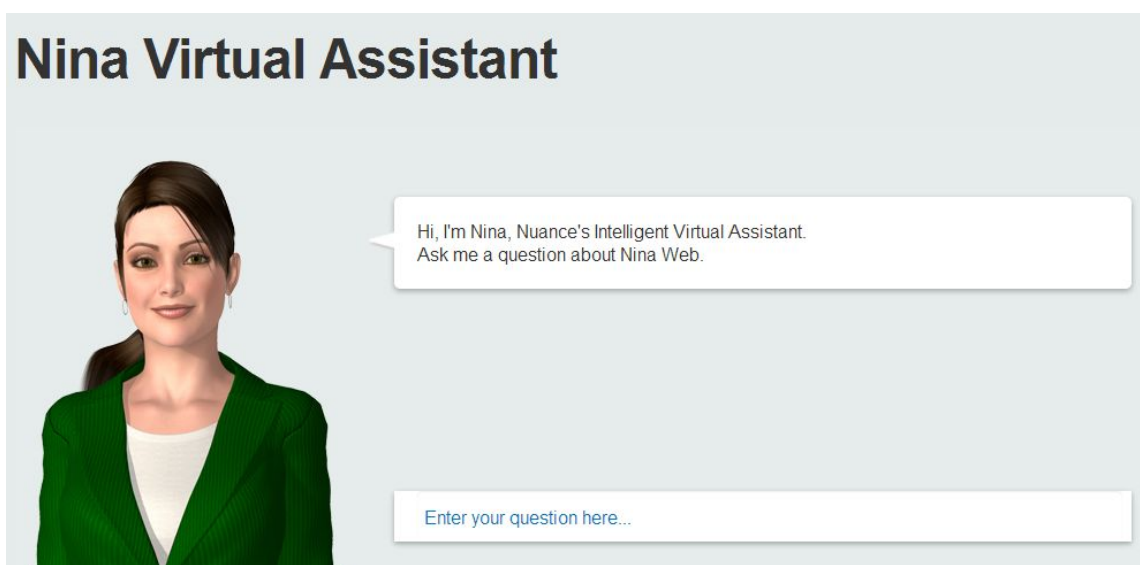 Nina Virtual Assistant
Hi, I'm Nina, Nuance's Intelligent Virtual Assistant.
Ask me a question about Nina Web.
Enter your question here...